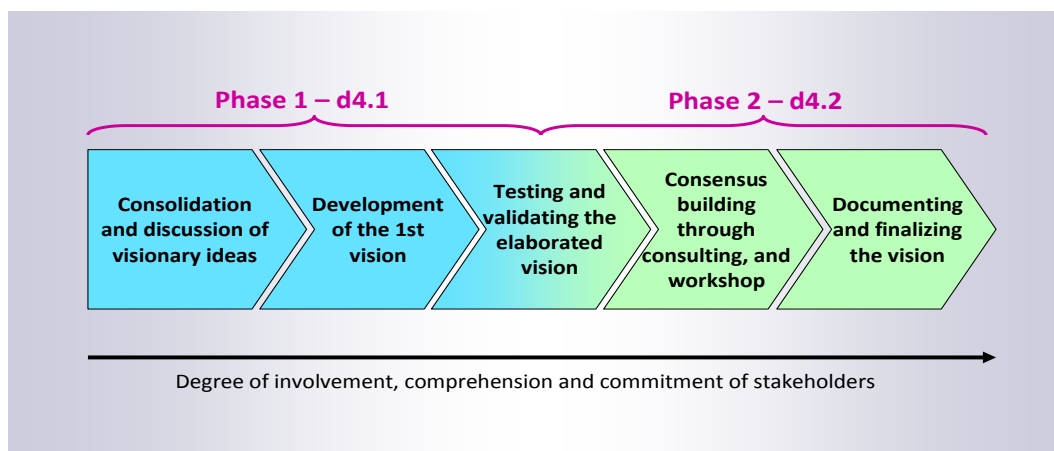 Phase 1 – d4.1
Phase 2 – d4.2
Consolidation
and discussion of
visionary ideas
Development
of the 1st
vision
Testing and
validating the
elaborated
vision
Consensus
building
through
consulting, and
workshop
Documenting
and finalizing
the vision
Degree of involvement, comprehension and commitment of stakeholders